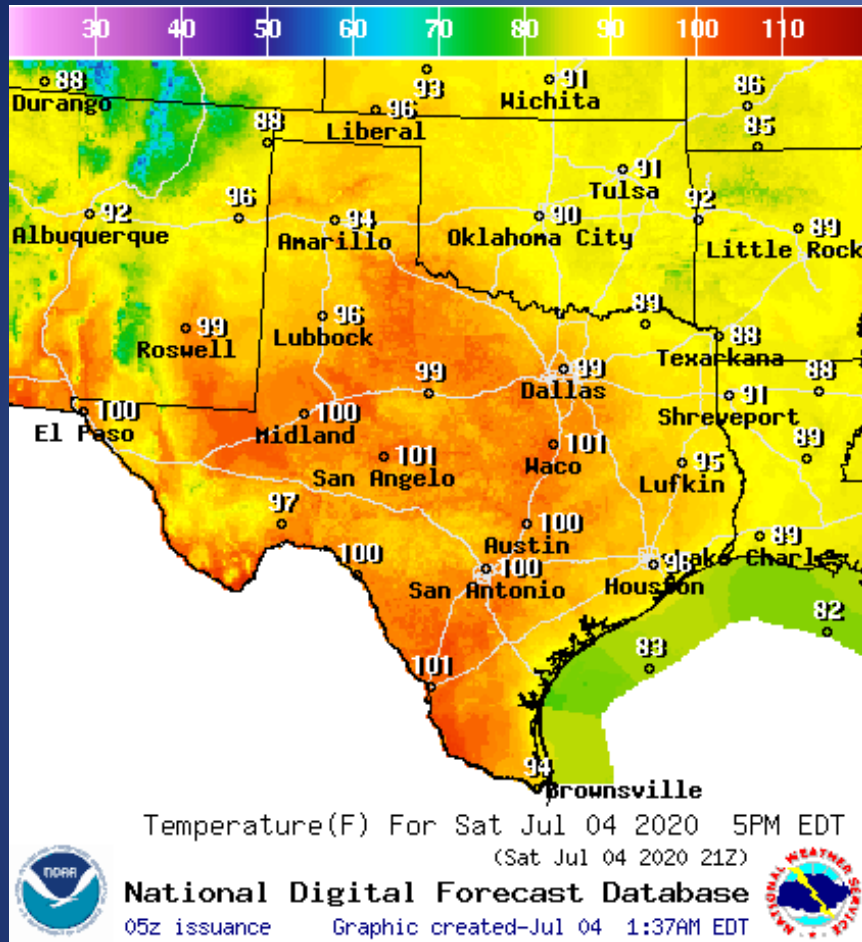 30 40 50 60 70 80 90 100 110
88
Durango
93
91
Wichita
86
96
Liberal
88
85
91
Tulsa
92
Albuquerque
96
94
Amarillo
90
Oklahoma City
92
89
Little Rock
99
Roswell
96
Lubbock
89
88
Texarkana
99
99
Dallas
88
91
Shreveport
100
El Paso
100
Midland
101
San Angelo
101
Waco
95
Lufkin
89
97
100
Austin
89
Lake Charl
100
100
San Antonio
98
Houston
82
83
101
94
Brownsville
Temperature(F) For Sat Jul 04 2020 5PM EDT
(Sat Jul 04 2020 21Z)
National Digital Forecast Database
05z issuance Graphic created-Jul 04 1:37AM EDT
NOAA
NATIONAL WEATHER SERVICE